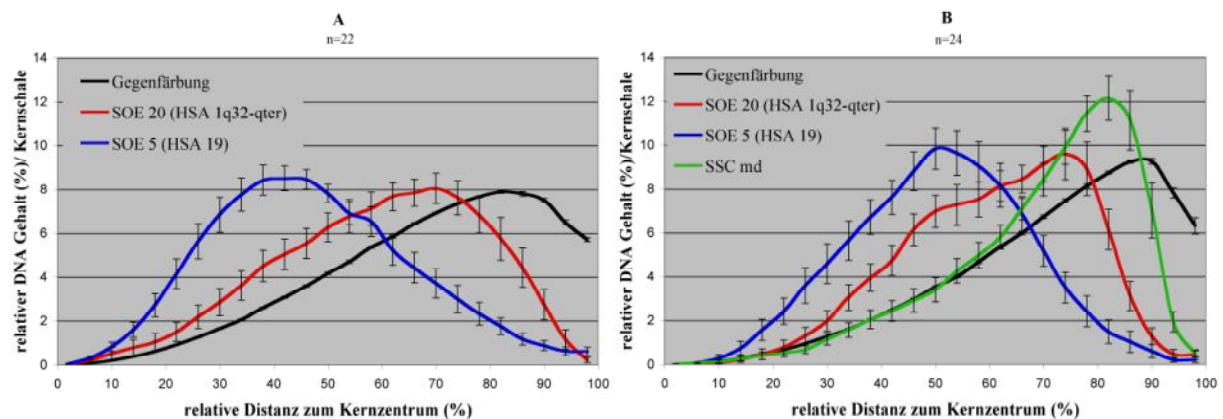 A
n=22
relativer DNA Gehalt (%)/ Kernschale
14
12
10
8
6
4
2
0
Gegenfärbung
SOE 20 (HSA 1q32-qter)
SOE 5 (HSA 19)
0 10 20 30 40 50 60 70 80 90 100
relative Distanz zum Kernzentrum (%)
B
n=24
relativer DNA Gehalt (%)/Kernschale
14
12
10
8
6
4
2
0
Gegenfärbung
SOE 20 (HSA 1q32-qter)
SOE 5 (HSA 19)
SSC md
0 10 20 30 40 50 60 70 80 90 100
relative Distanz zum Kernzentrum (%)